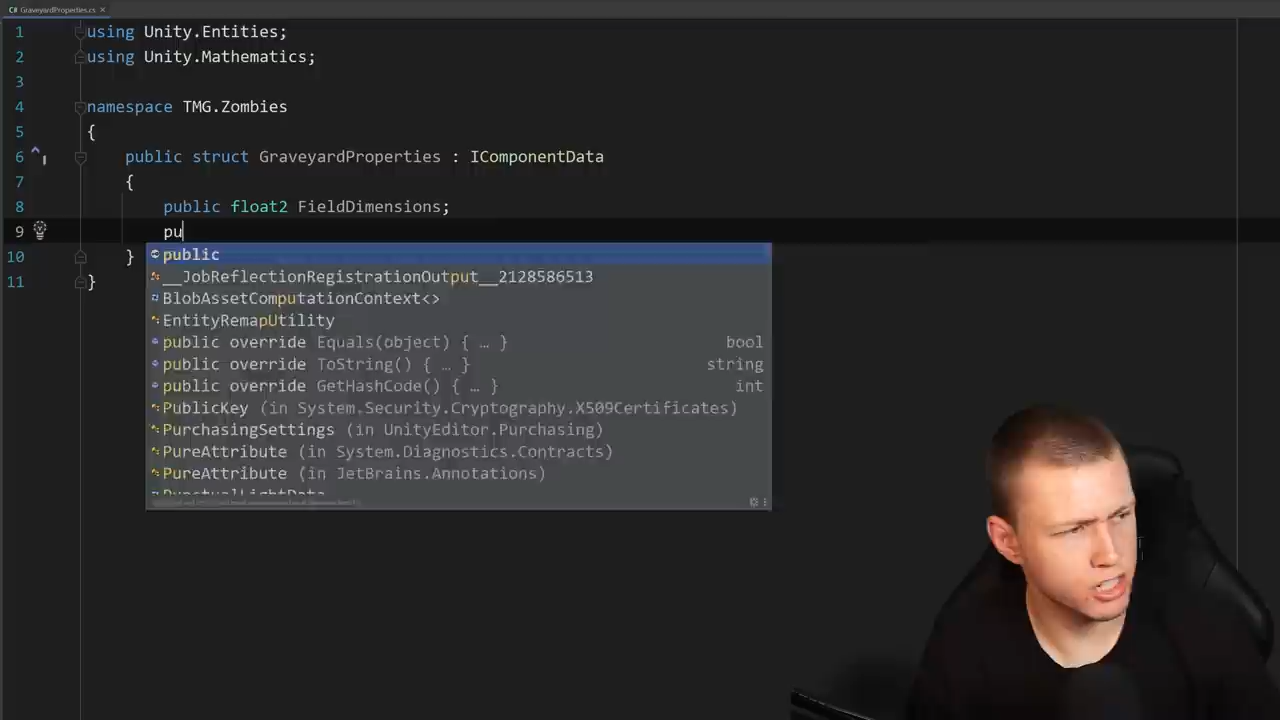 GraveyardProperties.cs
1 using Unity.Entities;
2 using Unity.Mathematics;
3
4 namespace TMG.Zombies
5 {
6 public struct GraveyardProperties : IComponentData
7 {
8 public float2 FieldDimensions;
9 pu
10 }
11 }
public
__JobReflectionRegistrationOutput__2128586513
BlobAssetComputationContext<>
EntityRemapUtility
public override Equals(object) { … } bool
public override ToString() { … } string
public override GetHashCode() { … } int
PublicKey (in System.Security.Cryptography.X509Certificates)
PurchasingSettings (in UnityEditor.Purchasing)
PureAttribute (in System.Diagnostics.Contracts)
PureAttribute (in JetBrains.Annotations)
PunctualLightData